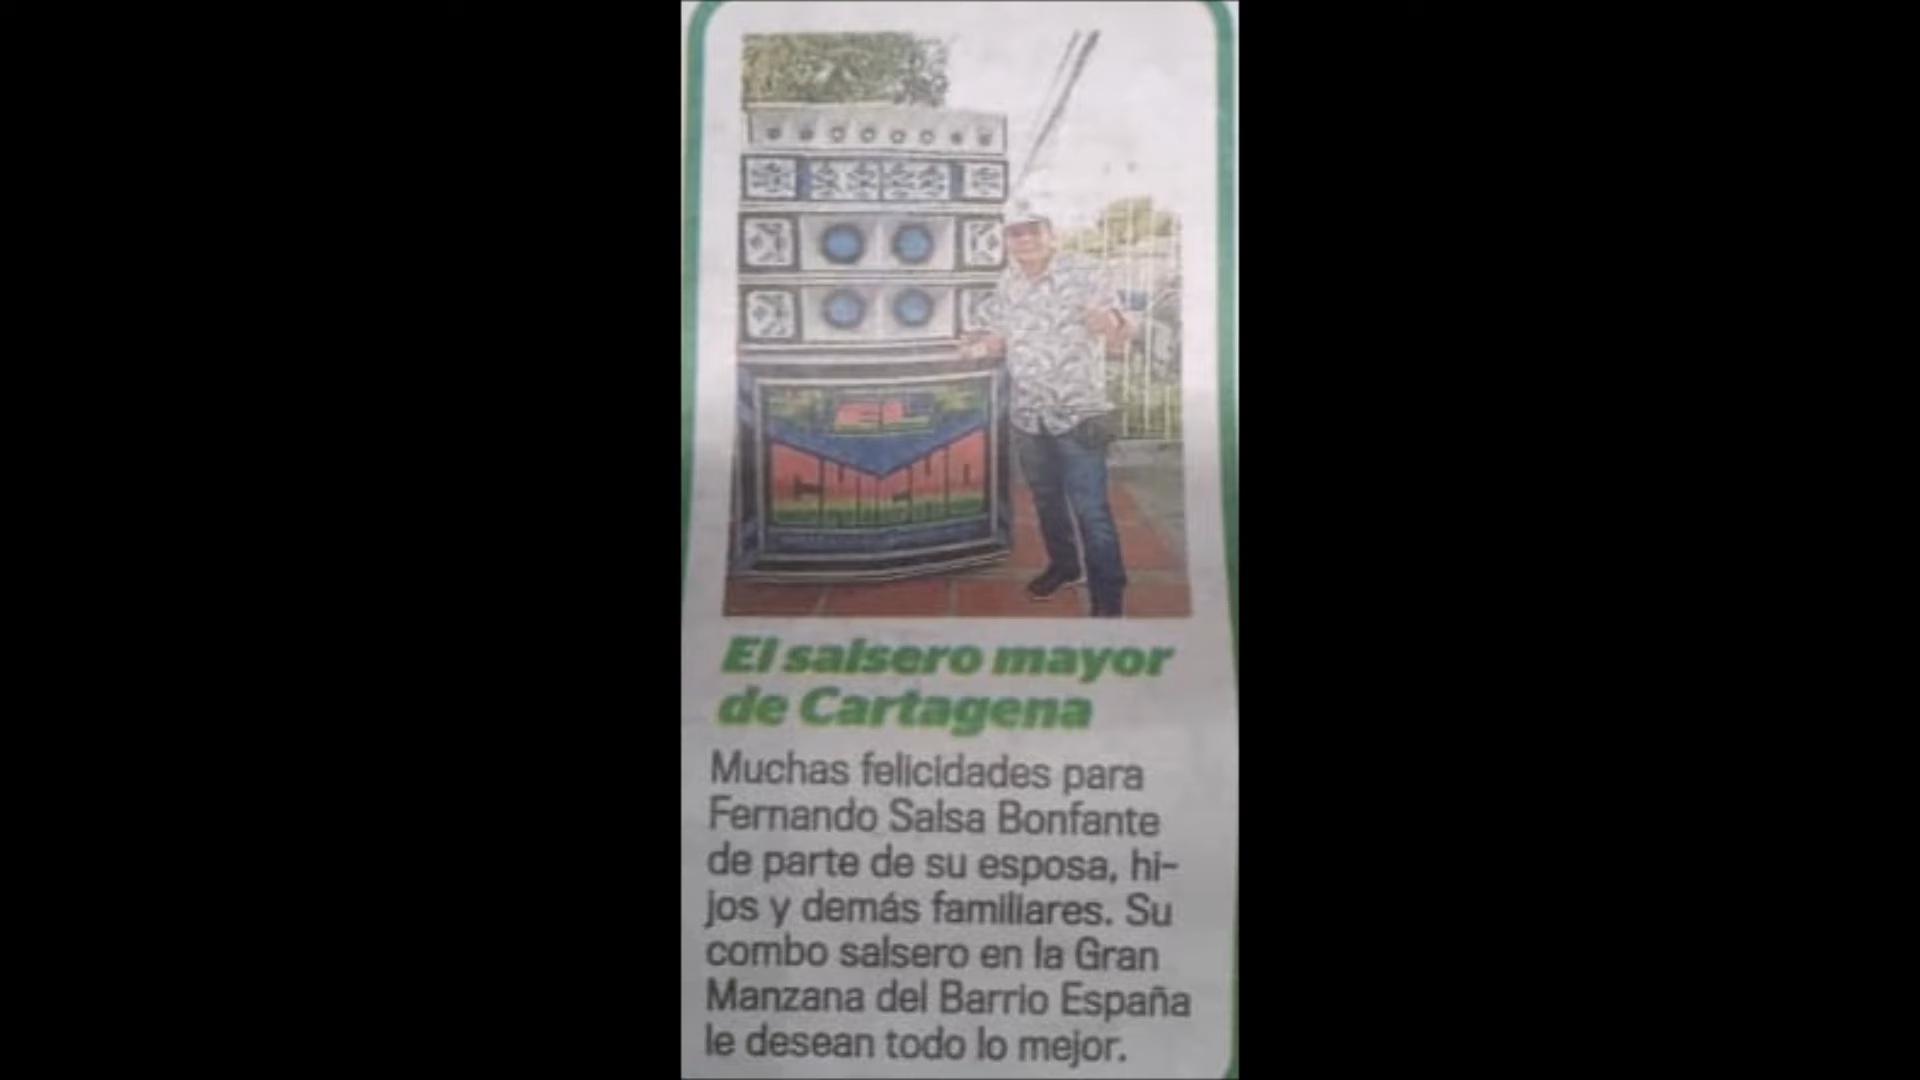 EL
El salsero mayor
de Cartagena
Muchas felicidades para
Fernando Salsa Bonfante
de parte de su esposa, hi-
jos y demás familiares. Su
combo salsero en la Gran
Manzana del Barrio España
le desean todo lo mejor.